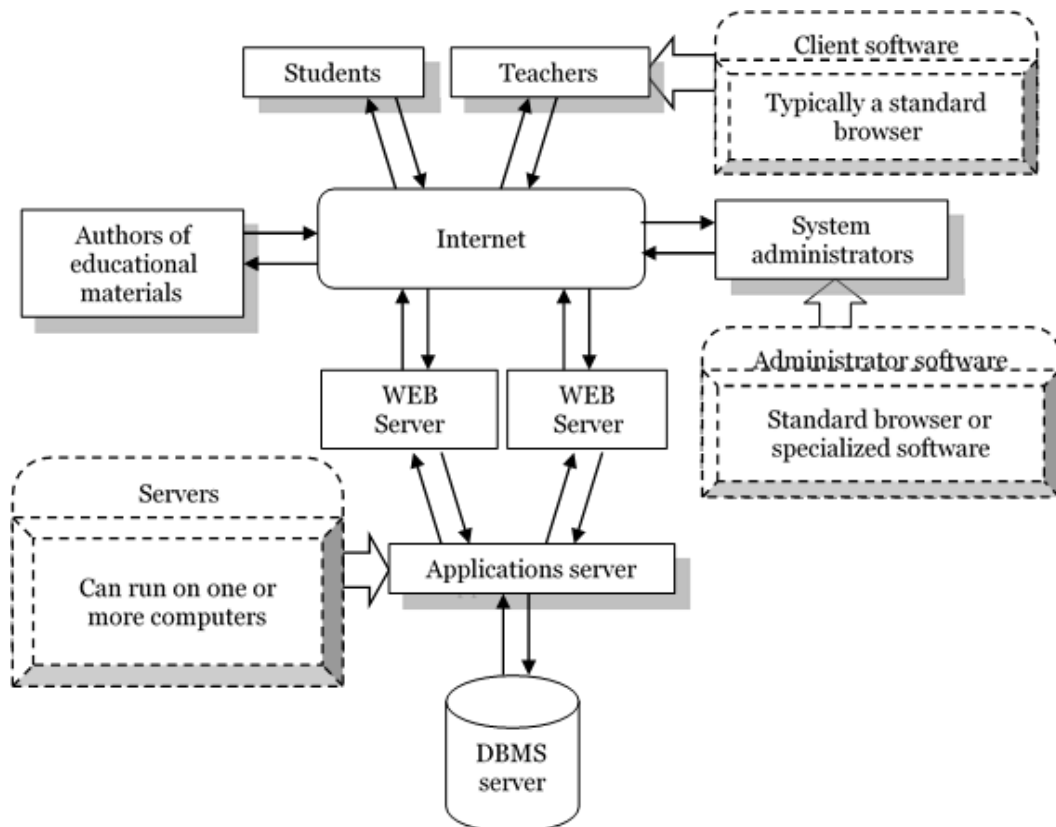 Students
Teachers
Client software
Typically a standard
browser
Authors of
educational
materials
Internet
System
administrators
WEB
Server
WEB
Server
Administrator software
Standard browser or
specialized software
Servers
Can run on one or
more computers
Applications server
DBMS
server